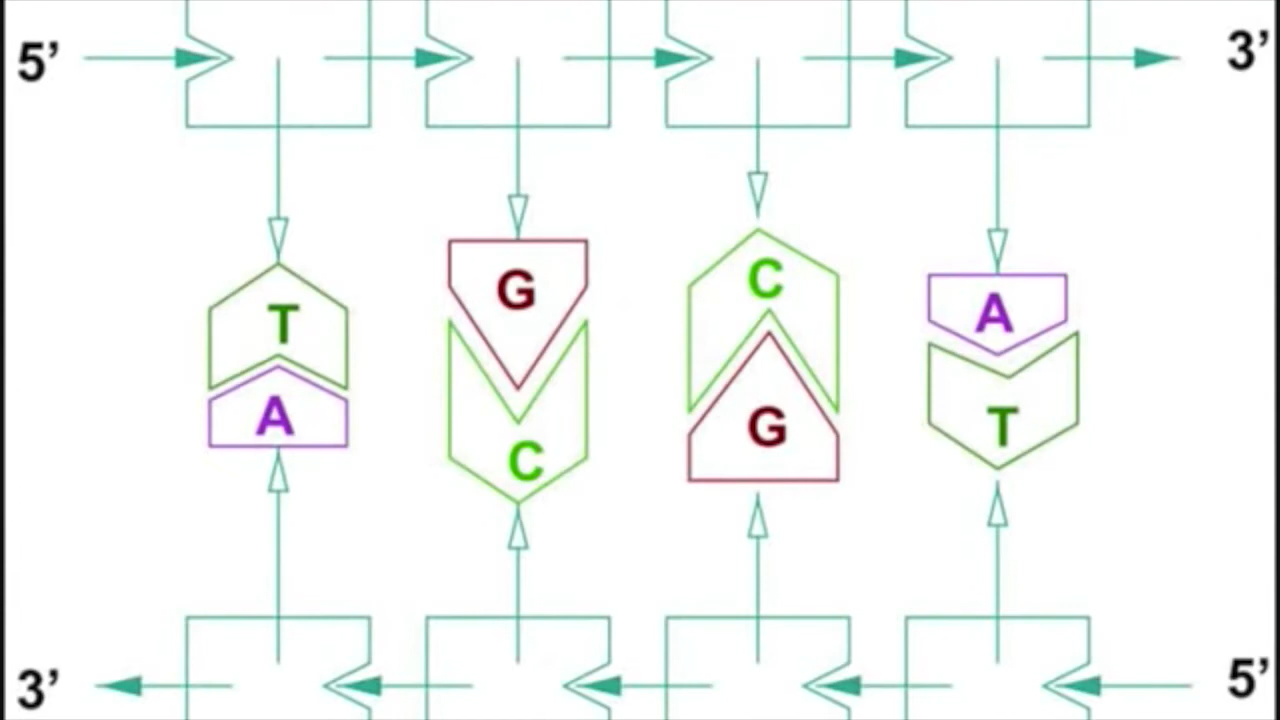 5’ 3’
T G C A
A C G T
3’ 5’